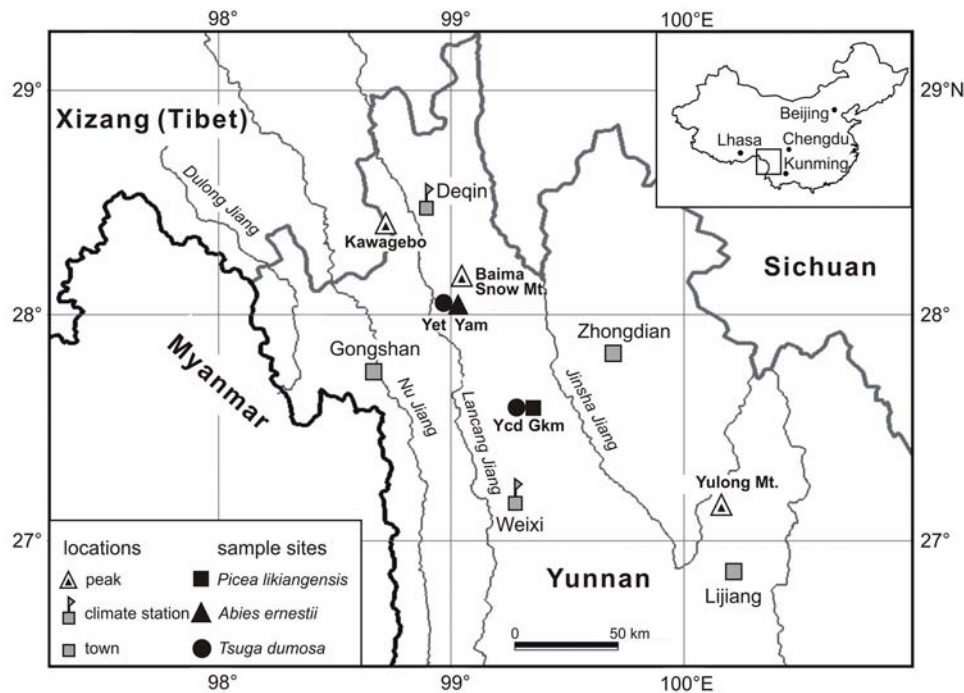 98°
99°
100°E
29°
29°N
Xizang (Tibet)
Beijing
Lhasa
Chengdu
Kunming
Dulong Jiang
Deqin
Kawagebo
Baima
Snow Mt.
Sichuan
28°
28°
Yet Yam
Zhongdian
Gongshan
Myanmar
Nu Jiang
Lancang Jiang
Jinsha Jiang
Ycd Gkm
Yulong Mt.
Weixi
27°
27°
Yunnan
Lijiang
locations
sample sites
peak
Picea likiangensis
climate station
Abies ernestii
town
Tsuga dumosa
0
50 km
98°
99°
100°E